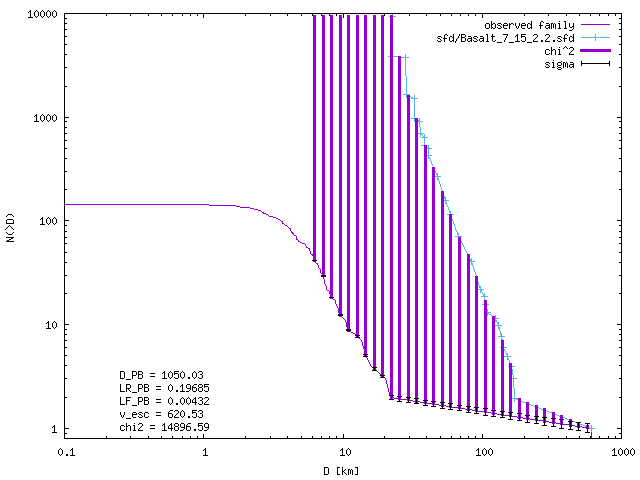 10000
1000
100
10
1
N(>D)
observed family
sfd/Basalt_7_15_2.2.sfd
chi^2
sigma
D_PB = 1050.03
LR_PB = 0.19685
LF_PB = 0.00432
v_esc = 620.53
chi2 = 14896.59
0.1 1 10 100 1000
D [km]